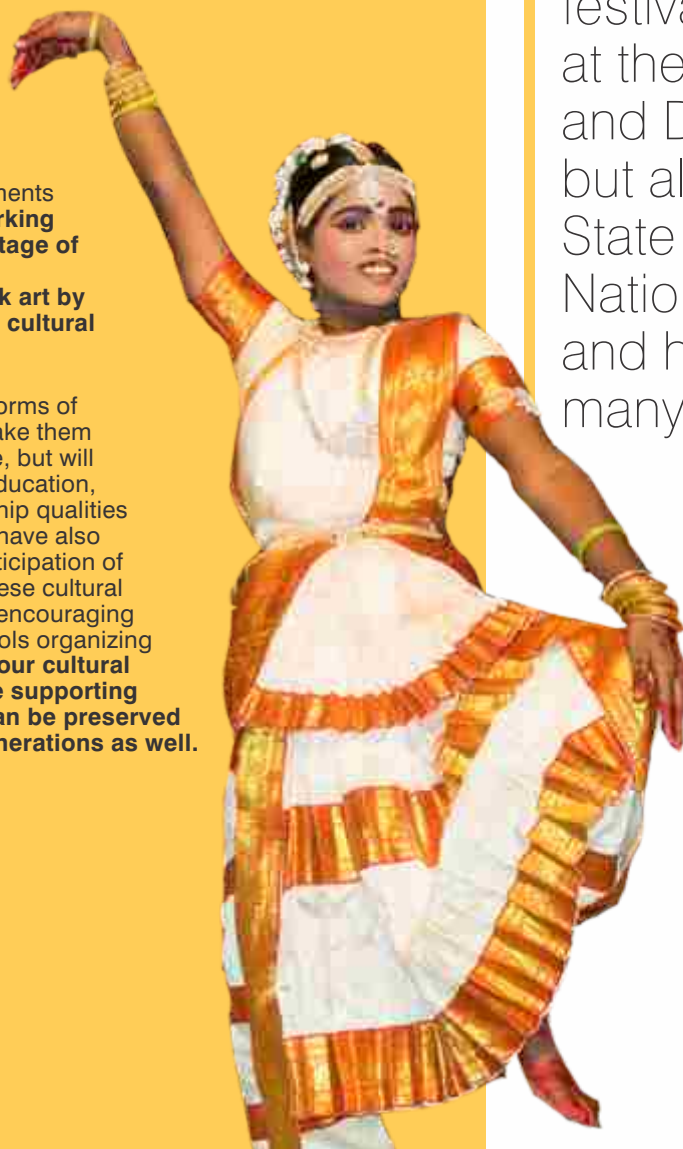 ments
rking
tage of
k art by
cultural
orms of
ake them
e, but will
ducation,
hip qualities
have also
ticipation of
ese cultural
encouraging
ols organizing
our cultural
e supporting
an be preserved
nerations as well.
festiva
at the
and D
but al
State
Natio
and h
many